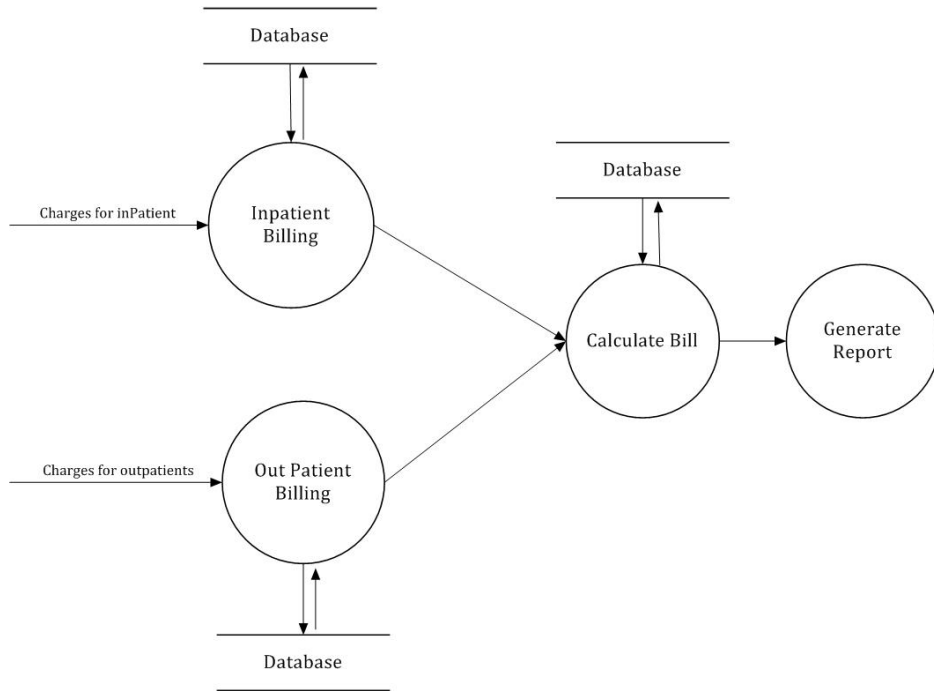 Database
Charges for inPatient
Inpatient
Billing
Database
Calculate Bill
Generate
Report
Charges for outpatients
Out Patient
Billing
Database